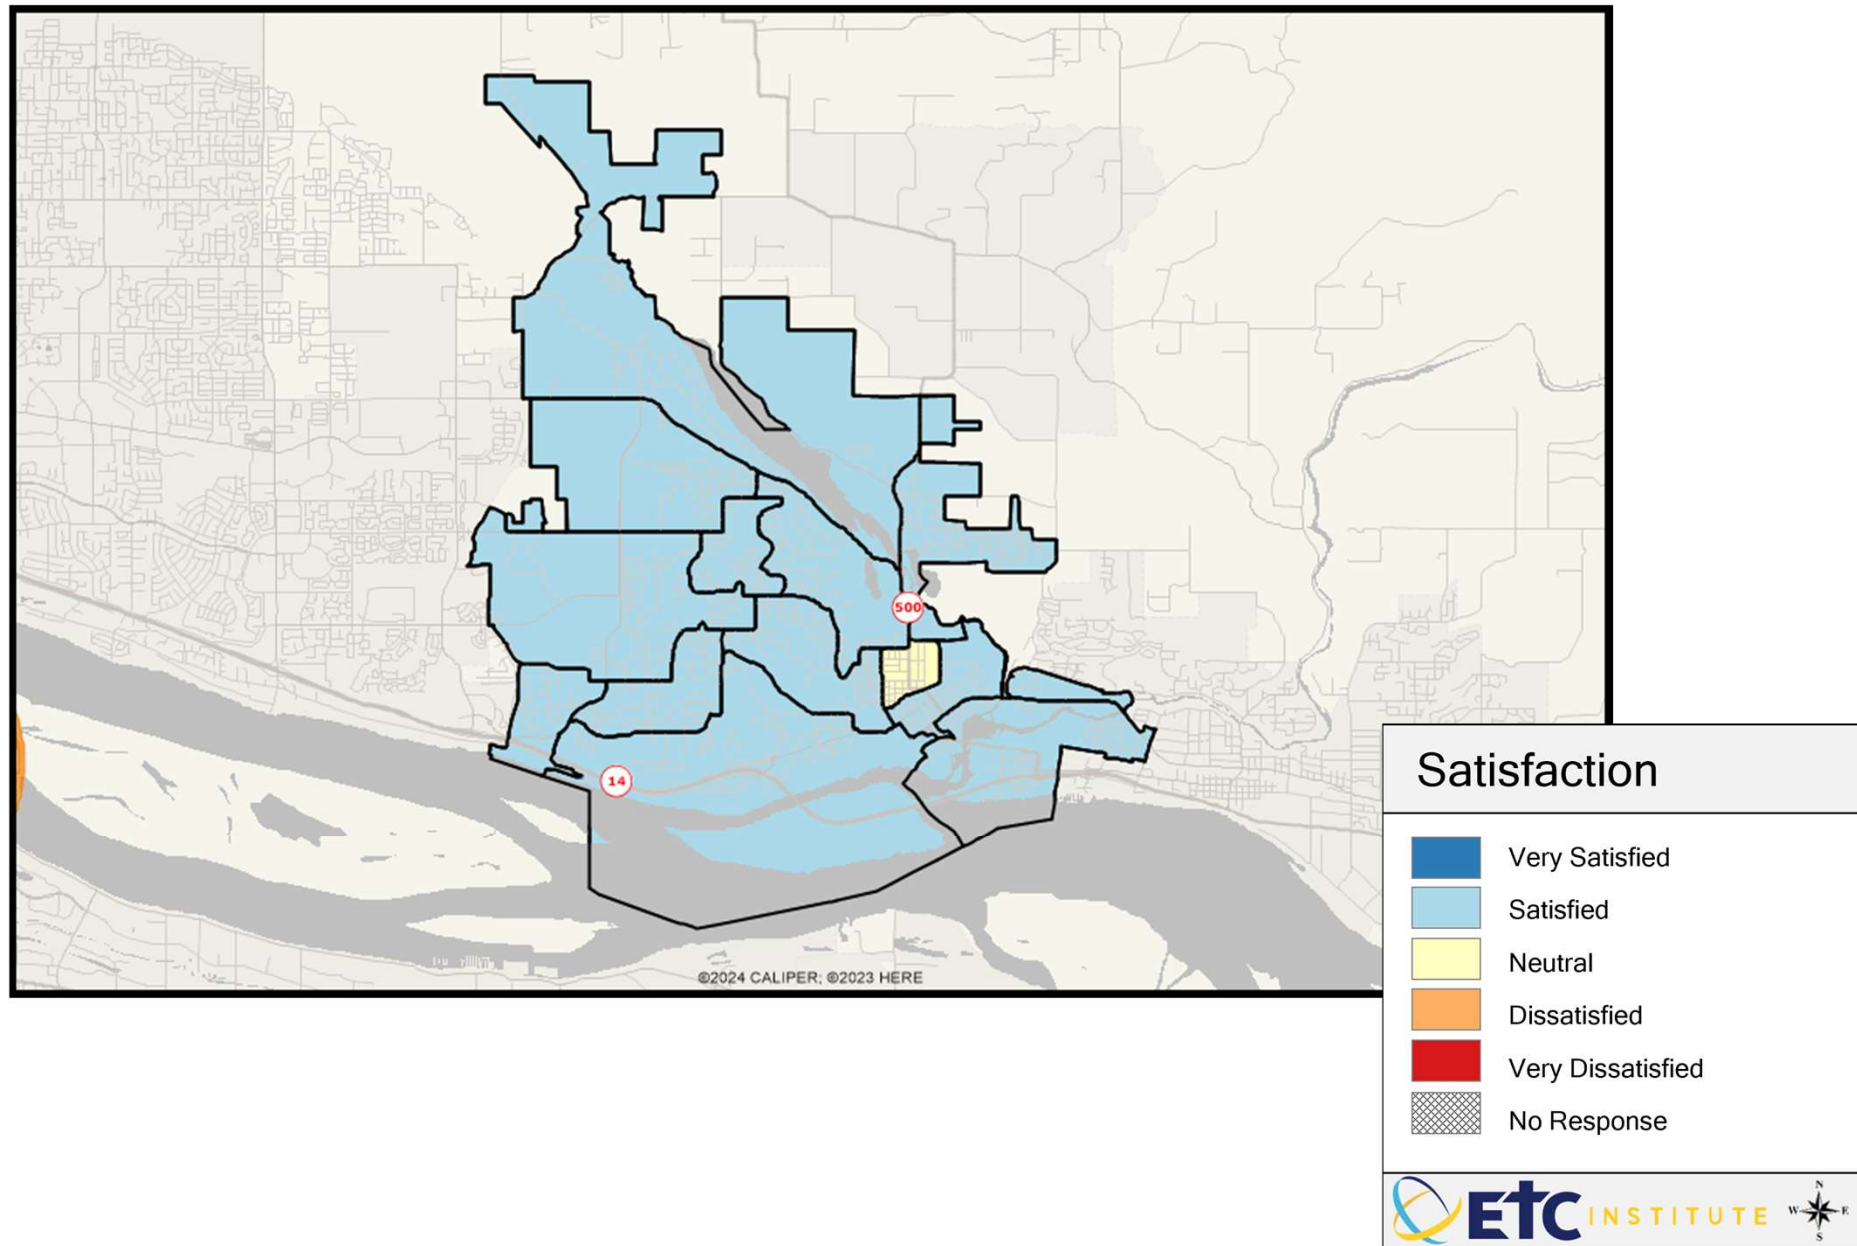 500
14
©2024 CALIPER; ©2023 HERE
Satisfaction
Very Satisfied
Satisfied
Neutral
Dissatisfied
Very Dissatisfied
No Response
ETC INSTITUTE
N
W E
S